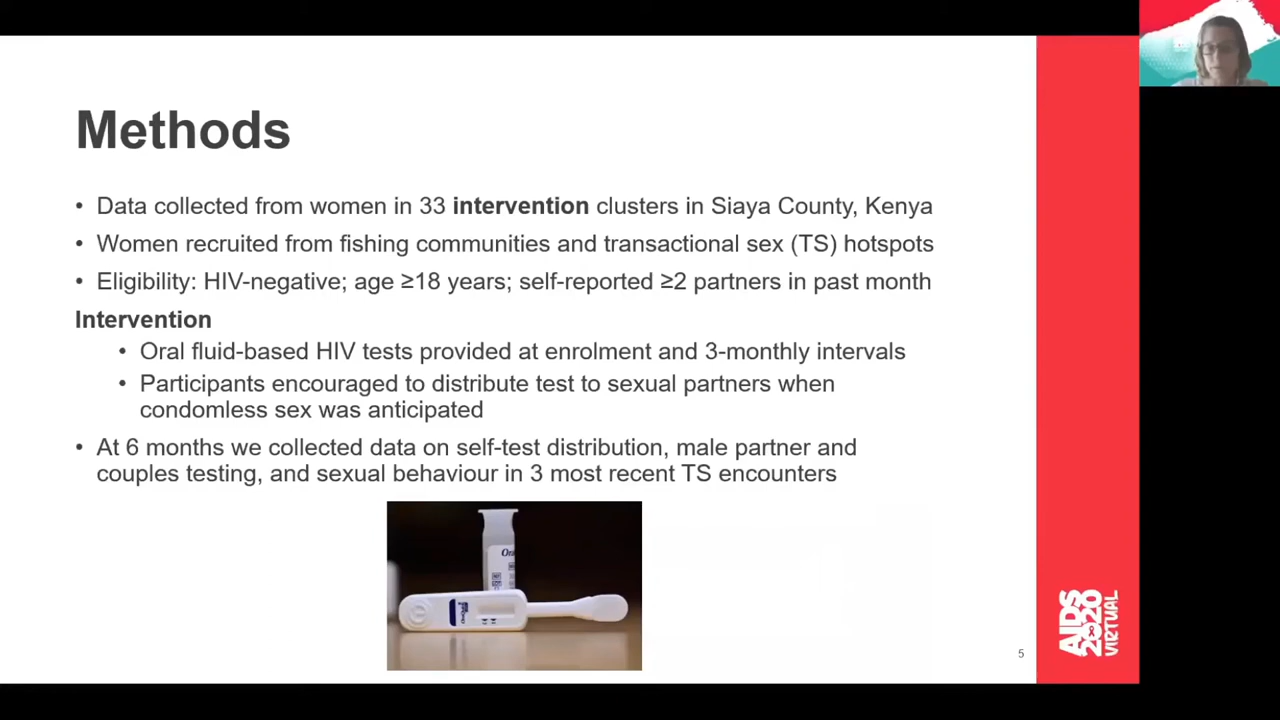 Methods
• Data collected from women in 33 intervention clusters in Siaya County, Kenya
• Women recruited from fishing communities and transactional sex (TS) hotspots
• Eligibility: HIV-negative; age ≥18 years; self-reported ≥2 partners in past month
Intervention
• Oral fluid-based HIV tests provided at enrolment and 3-monthly intervals
• Participants encouraged to distribute test to sexual partners when
condomless sex was anticipated
• At 6 months we collected data on self-test distribution, male partner and
couples testing, and sexual behaviour in 3 most recent TS encounters
Ora
5
AIDS
2020
VIRTUAL